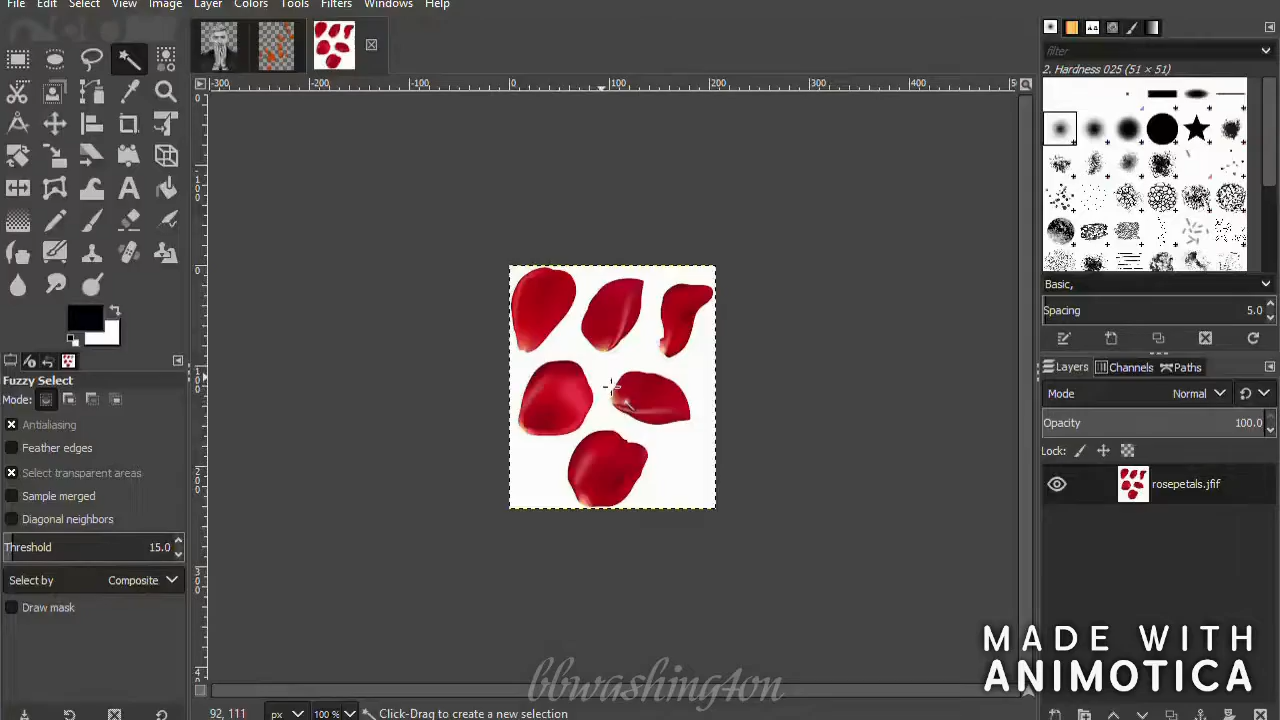 File Edit Select View Image Layer Colors Tools Filters Windows Help
-300 -200 -100 0 100 200 300 400
filter
2. Hardness 025 (51 × 51)
Basic,
Spacing 5.0
Layers Channels Paths
Mode Normal
Opacity 100.0
Lock:
rosepetals.jfif
Fuzzy Select
Mode:
Antialiasing
Feather edges
Select transparent areas
Sample merged
Diagonal neighbors
Threshold 15.0
Select by Composite
Draw mask
MADE WITH
ANIMOTICA
bbwashing4on
92, 111 px 100 % Click-Drag to create a new selection